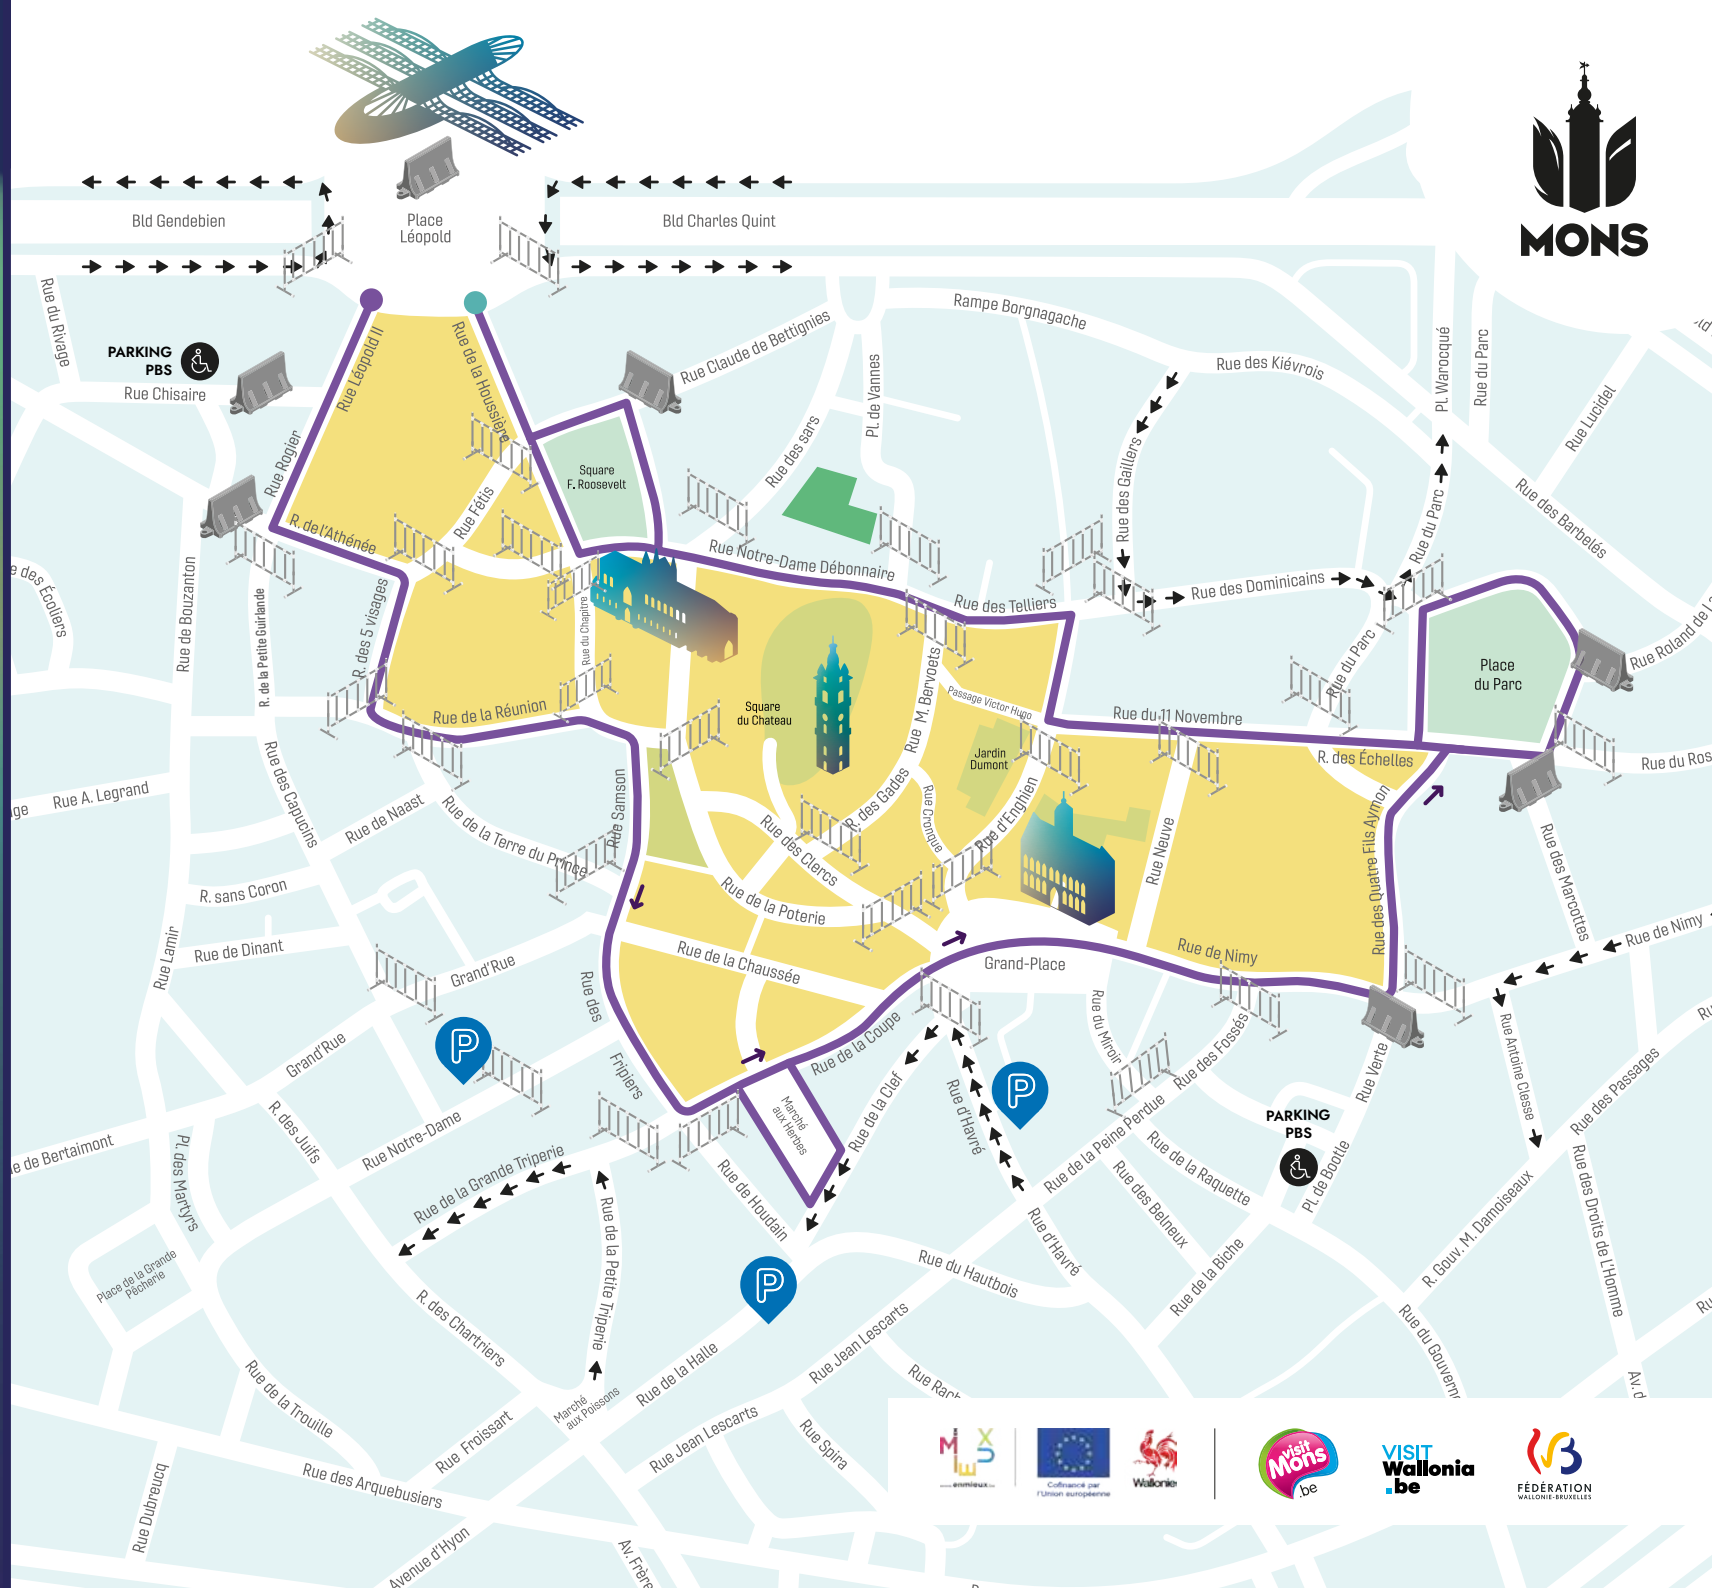 MONS
Bld Gendebien
Place
Léopold
Bld Charles Quint
Rue du Rivage
PARKING
PBS
Rue Chisaire
Rue Léopold II
Rue de la Houssière
Rue Claude de Bettignies
Rampe Borgnagache
Rue des Kiévrois
Pl. Warocqué
Rue du Parc
Rue Lucidel
Pl. de Vannes
Rue des sars
Rue Rogier
Rue des Gaillers
Square
F. Roosevelt
Rue Fétis
R. de l'Athénée
Rue du Parc
Rue des Barbelés
Rue Notre-Dame Débonnaire
Rue des Telliers
Rue des Dominicains
Rue de Bouzanton
R. de la Petite Guirlande
R. des 5 visages
Rue du Chapitre
Rue du Parc
Place
du Parc
Rue de la Réunion
Square
du Chateau
Rue M. Bervoets
Passage Victor Hugo
Rue du 11 Novembre
Jardin
Dumont
R. des Échelles
Rue du Ros
Rue A. Legrand
Rue des Capucins
Rue de Naast
Rue de la Terre du Prince
Rue Samson
Rue des Clercs
R. des Gades
Rue Cronque
Rue d'Enghien
Rue Neuve
Rue des Quatre Fils Aymon
Rue des Marcottes
R. sans Coron
Rue de la Poterie
Rue de Dinant
Rue Lamir
Grand'Rue
Rue de la Chaussée
Grand-Place
Rue de Nimy
Rue de Nimy
Rue des
Fripiers
Grand'Rue
Rue de la Coupe
Rue du Miroir
Rue des Fossés
Rue Verte
Rue Antoine Clesse
Rue des Passages
R. des Juifs
Rue Notre-Dame
Marché
aux Herbes
Rue de la Clef
Rue d'Havré
Rue de la Peine Perdue
PARKING
PBS
Pl. de Bootle
Pl. des Martyrs
Rue de la Grande Triperie
Rue de la Petite Triperie
Rue de Houdain
Rue de la Raquette
Rue des Belneux
Rue des Droits de L'Homme
R. Gouv. M. Damoiseaux
Rue d'Havré
Rue de la Biche
Place de la Grande
Pêcherie
Rue du Hautbois
R. des Chartriers
Rue de la Halle
Rue Jean Lescarts
Rue de la Trouille
Marché
aux Poissons
Rue Froissart
Rue Jean Lescarts
Rue Spira
Rue des Arquebusiers
Rue Dubreucq
Avenue d'Hyon
P
P
P
enmieux
Cofinancé par
l'Union européenne
Wallonie
visit
Mons
.be
VISIT
Wallonia
.be
FÉDÉRATION
WALLONIE-BRUXELLES